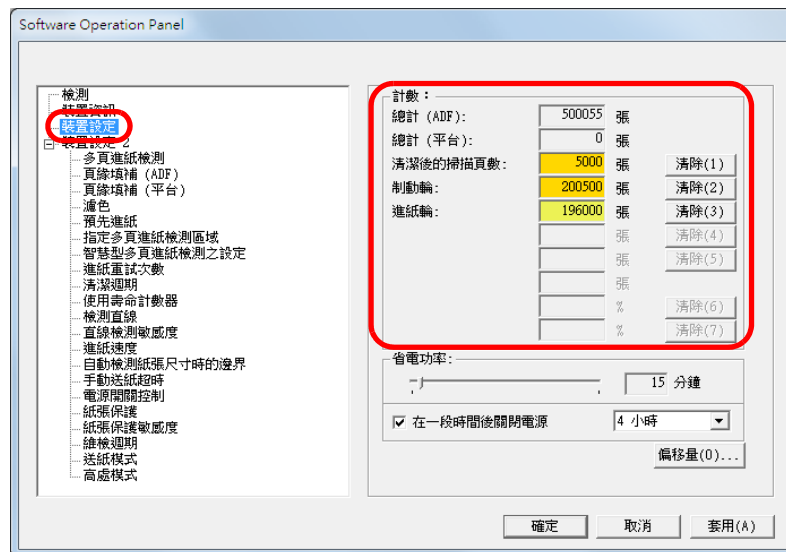 Software Operation Panel
檢測
裝置資訊
裝置設定
裝置設定 2
多頁進紙檢測
頁緣填補 (ADF)
頁緣填補 (平台)
濾色
預先進紙
指定多頁進紙檢測區域
智慧型多頁進紙檢測之設定
進紙重試次數
清潔週期
使用壽命計數器
檢測直線
直線檢測敏感度
進紙速度
自動檢測紙張尺寸時的邊界
手動送紙超時
電源開關控制
紙張保護
紙張保護敏感度
維檢週期
送紙模式
高處模式
計數：
總計 (ADF): 500055 張
總計 (平台): 0 張
清潔後的掃描頁數: 5000 張 清除(1)
制動輪: 200500 張 清除(2)
進紙輪: 196000 張 清除(3)
張 清除(4)
張 清除(5)
張
% 清除(6)
% 清除(7)
省電功率:
15 分鐘
在一段時間後關閉電源 4 小時
偏移量(O)...
確定 取消 套用(A)